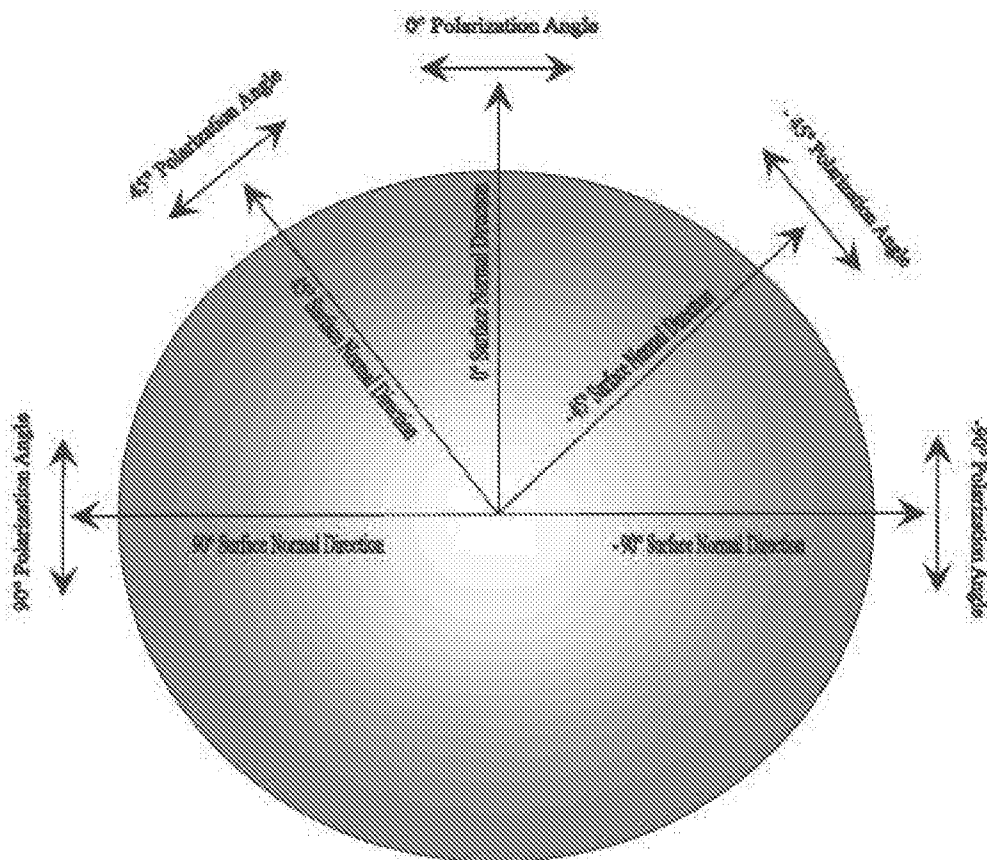 0° Polarization Angle
45° Polarization Angle
- 45° Polarization Angle
45° Surface Normal Direction
0° Surface Normal Direction
-45° Surface Normal Direction
90° Polarization Angle
-90° Polarization Angle
90° Surface Normal Direction
-90° Surface Normal Direction